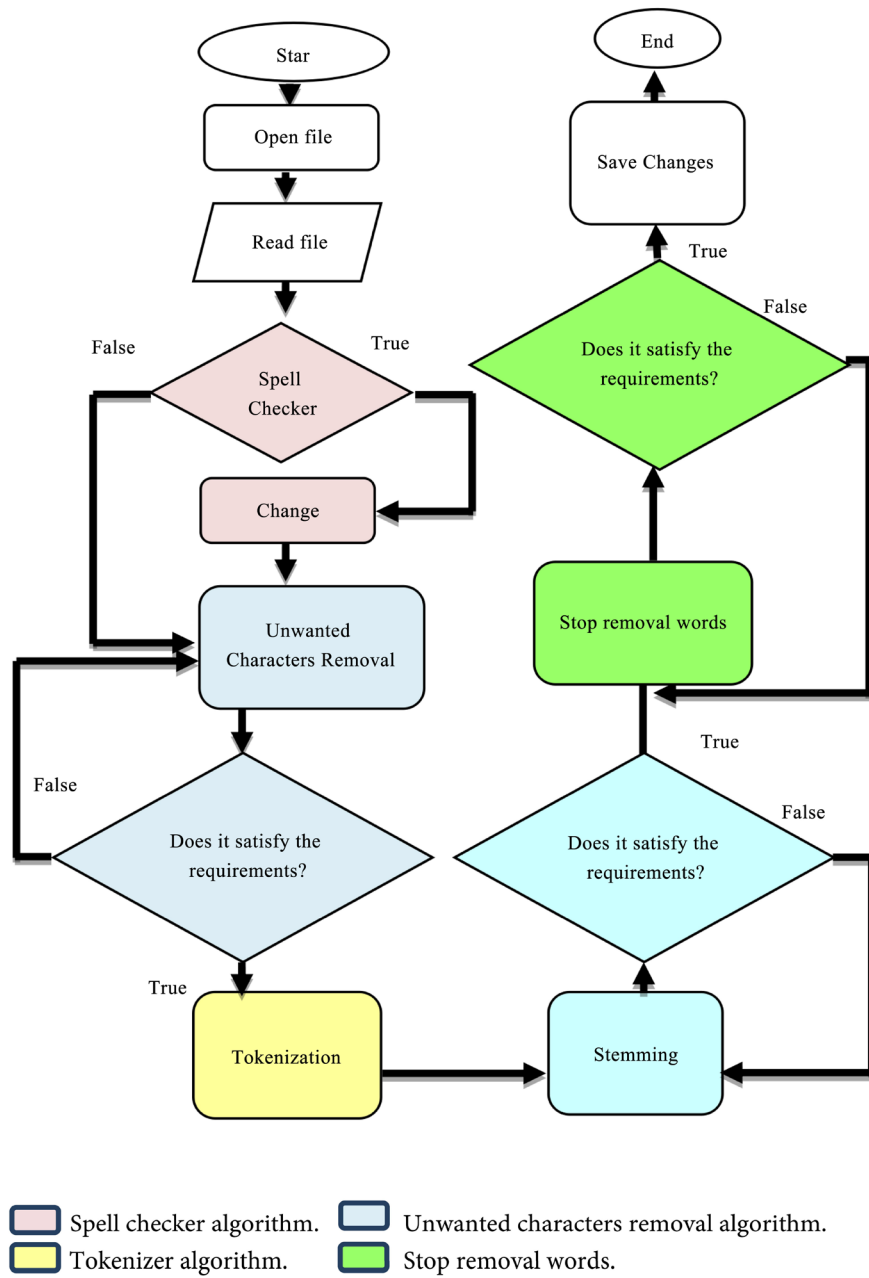 Star
Open file
Read file
False
True
Spell
Checker
Change
Unwanted
Characters Removal
False
Does it satisfy the
requirements?
True
Tokenization
End
Save Changes
True
False
Does it satisfy the
requirements?
Stop removal words
True
False
Does it satisfy the
requirements?
Stemming
Spell checker algorithm.
Unwanted characters removal algorithm.
Tokenizer algorithm.
Stop removal words.